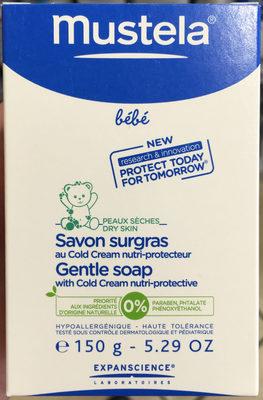 Mustela®
bébé
NEW
research & innovation
PROTECT TODAY
FOR TOMORROW®
PEAUX SÈCHES
DRY SKIN
Savon surgras
au Cold Cream nutri-protecteur
Gentle soap
with Cold Cream nutri-protective
PRIORITÉ
AUX INGRÉDIENTS
D'ORIGINE NATURELLE
0%
PARABEN, PHTALATE
PHÉNOXYÉTHANOL
HYPOALLERGÉNIQUE - HAUTE TOLÉRANCE
TESTÉ SOUS CONTRÔLE DERMATOLOGIQUE ET PÉDIATRIQUE
℮ 150 g - 5.29 OZ
EXPANSCIENCE®
LABORATOIRES